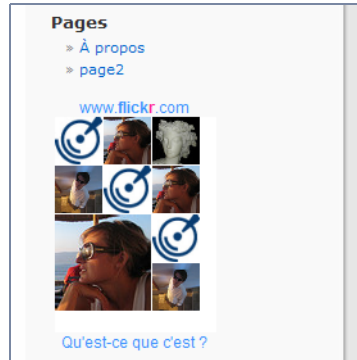 Pages
» À propos
» page2
www.flickr.com
Qu'est-ce que c'est ?